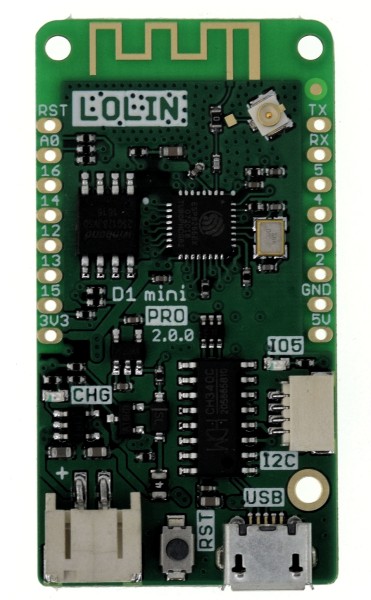 LOLIN
RST
A0
16
14
12
13
15
3V3
TX
RX
5
4
0
2
GND
5V
D1 mini
PRO
2.0.0
IO5
CHG
CH340C
I2C
+
USB
RST